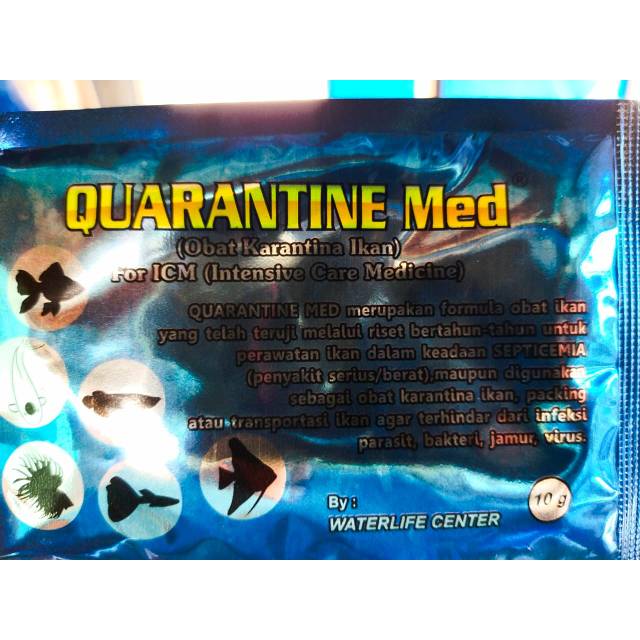 QUARANTINE Med®
(Obat Karantina Ikan)
For ICM (Intensive Care Medicine)
QUARANTINE MED merupakan formula obat ikan
yang telah teruji melalui riset bertahun-tahun untuk
perawatan ikan dalam keadaan SEPTICEMIA
(penyakit serius/berat),maupun digunakan
sebagai obat karantina ikan, packing
atau transportasi ikan agar terhindar dari infeksi
parasit, bakteri, jamur, virus.
By :
WATERLIFE CENTER
10 g